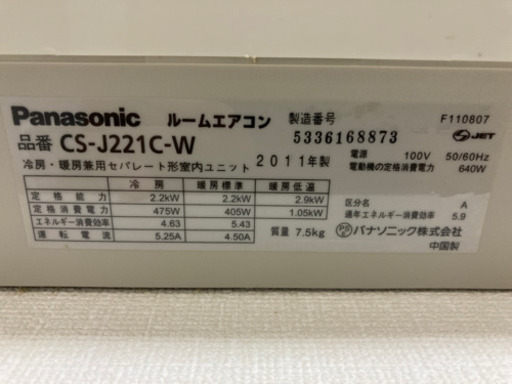 Panasonic ルームエアコン 製造番号 F110807
品番 CS-J221C-W 5336168873 JET
冷房・暖房兼用セパレート形室内ユニット 2011年製
電源 100V 50/60Hz
電動機の定格消費電力 640W
冷房 暖房標準 暖房低温
定格能力 2.2kW 2.2kW 2.9kW
定格消費電力 475W 405W 1.05kW
エネルギー消費効率 4.63 5.43
運転電流 5.25A 4.50A
区分名 A
通年エネルギー消費効率 5.9
質量 7.5kg
パナソニック株式会社
中国製